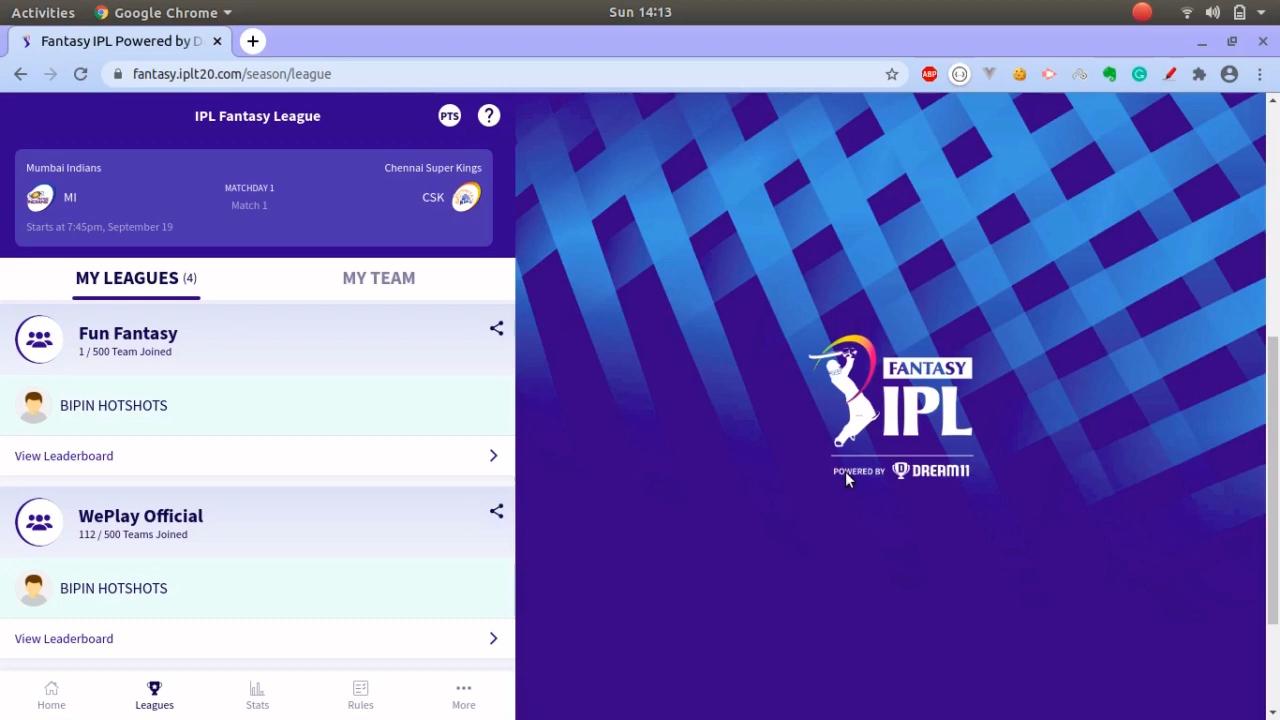 Activities Google Chrome Sun 14:13
Fantasy IPL Powered by D
fantasy.iplt20.com/season/league
ABP
IPL Fantasy League PTS ?
Mumbai Indians Chennai Super Kings
MI MATCHDAY 1 CSK
Match 1
Starts at 7:45pm, September 19
MY LEAGUES (4) MY TEAM
Fun Fantasy
1 / 500 Team Joined
BIPIN HOTSHOTS
View Leaderboard
WePlay Official
112 / 500 Teams Joined
BIPIN HOTSHOTS
View Leaderboard
Home Leagues Stats Rules More
FANTASY
IPL
POWERED BY DREAM11